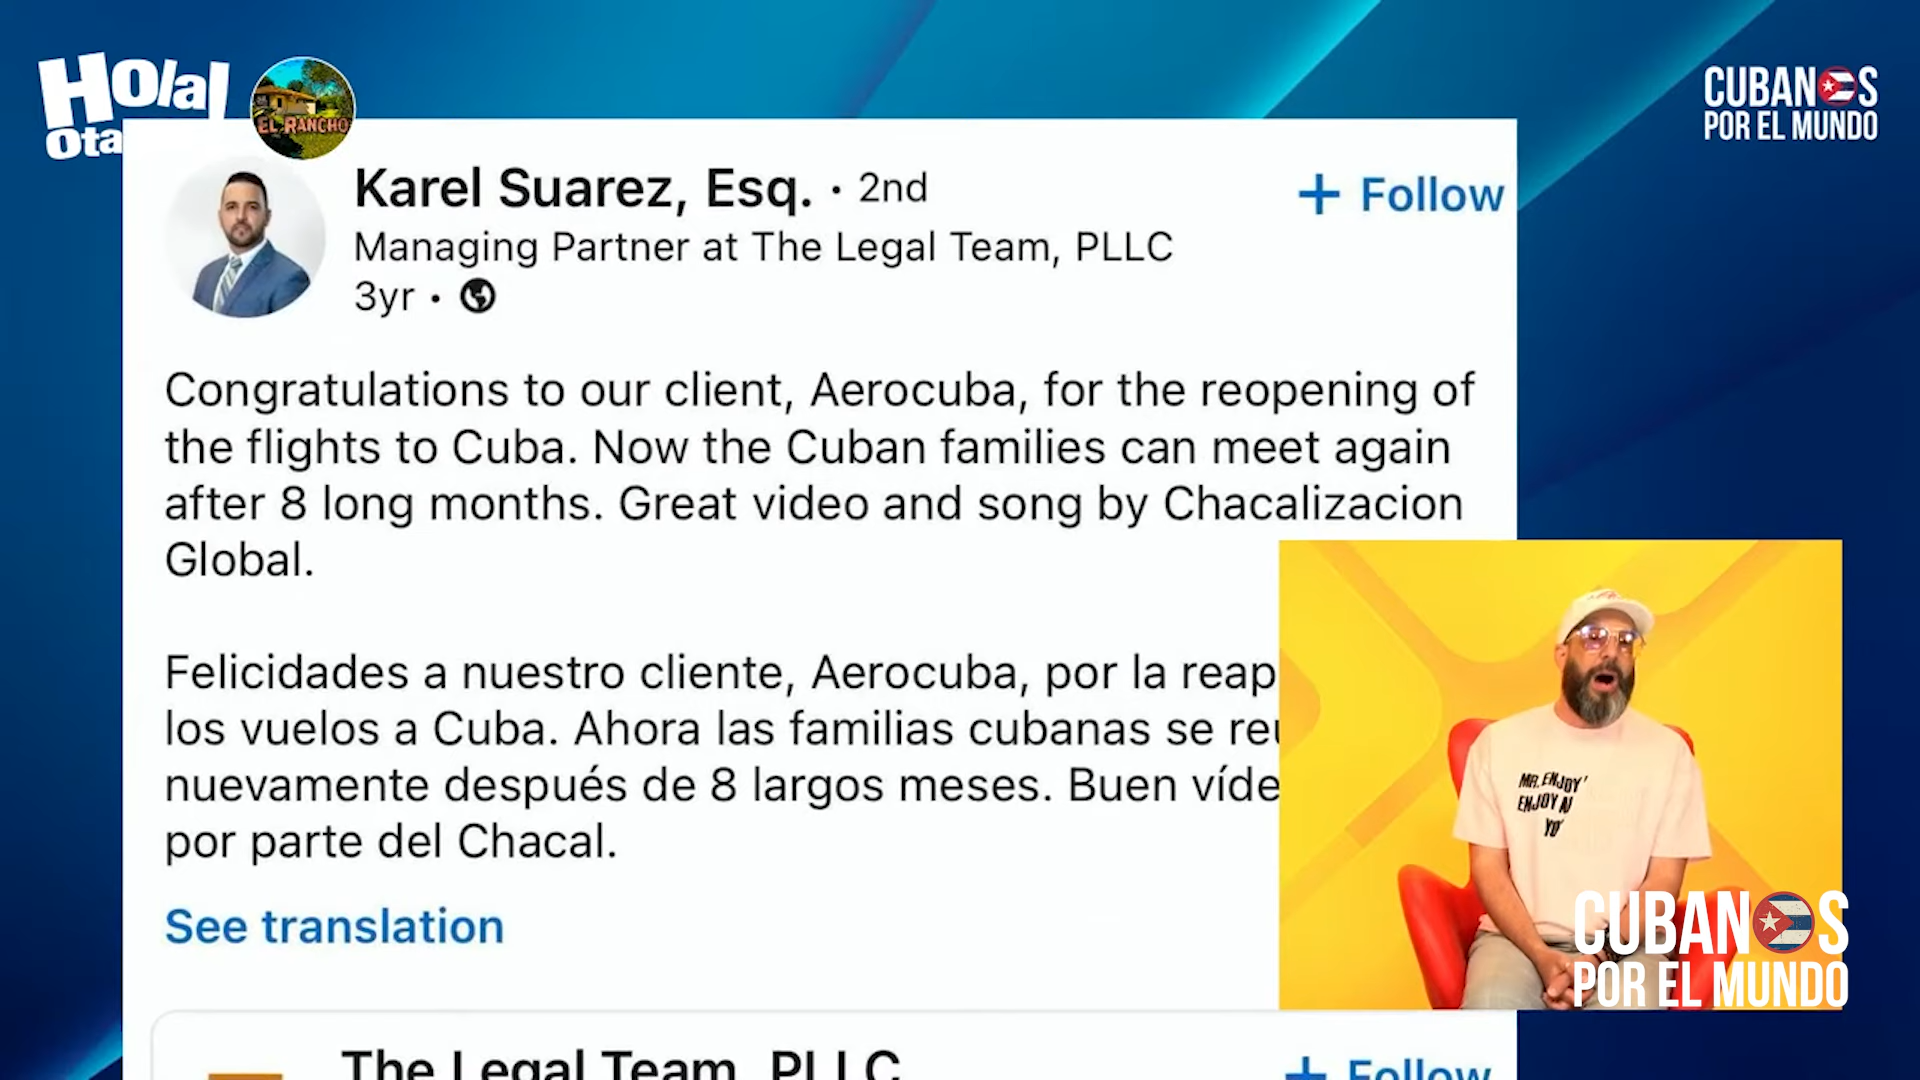 Hola!
Ota
EL RANCHO
CUBANOS
POR EL MUNDO
Karel Suarez, Esq. · 2nd
+ Follow
Managing Partner at The Legal Team, PLLC
3yr ·
Congratulations to our client, Aerocuba, for the reopening of
the flights to Cuba. Now the Cuban families can meet again
after 8 long months. Great video and song by Chacalizacion
Global.
Felicidades a nuestro cliente, Aerocuba, por la reap
los vuelos a Cuba. Ahora las familias cubanas se reu
nuevamente después de 8 largos meses. Buen víde
por parte del Chacal.
See translation
The Legal Team, PLLC
+ Follow
MR. ENJOY'
ENJOY
YO'
CUBANOS
POR EL MUNDO